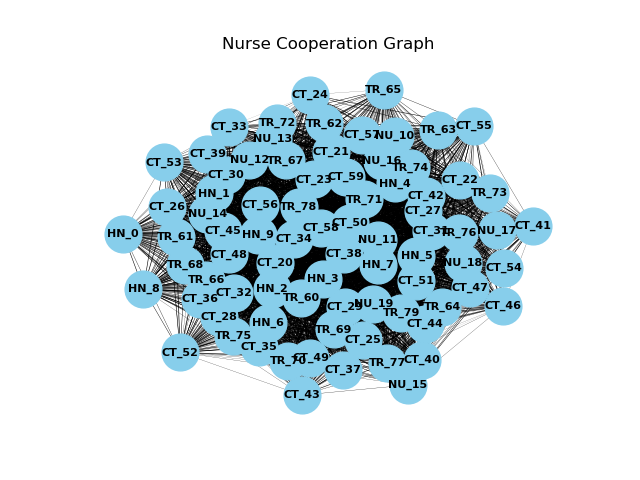 Nurse Cooperation Graph
TR_65
CT_24
TR_72
TR_62
CT_33
CT_55
TR_63
CT_57
NU_10
NU_13
CT_21
CT_39
NU_12
TR_67
NU_16
CT_53
TR_74
CT_30
CT_23
CT_59
HN_4
CT_22
HN_1
TR_73
CT_42
TR_71
CT_26
CT_56
TR_78
CT_27
NU_14
CT_50
CT_41
CT_58
CT_45
CT_31
NU_17
HN_0
HN_9
TR_76
TR_61
CT_34
NU_11
CT_38
CT_48
HN_5
CT_20
NU_18
TR_68
HN_7
CT_54
TR_66
HN_3
CT_51
HN_8
HN_2
CT_47
CT_32
CT_36
TR_60
NU_19
CT_46
TR_64
TR_79
CT_28
HN_6
CT_44
TR_69
TR_75
CT_25
CT_35
CT_52
CT_49
CT_40
TR_70
TR_77
CT_37
NU_15
CT_43